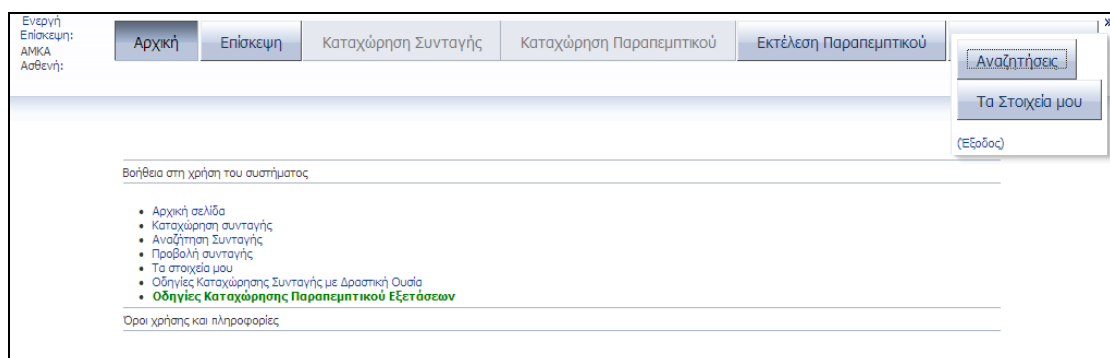 Ενεργή
Επίσκεψη:
ΑΜΚΑ
Ασθενή:
Αρχική
Επίσκεψη
Καταχώρηση Συνταγής
Καταχώρηση Παραπεμπτικού
Εκτέλεση Παραπεμπτικού
»
Αναζητήσεις
Τα Στοιχεία μου
(Έξοδος)
Βοήθεια στη χρήση του συστήματος
• Αρχική σελίδα
• Καταχώρηση συνταγής
• Αναζήτηση Συνταγής
• Προβολή συνταγής
• Τα στοιχεία μου
• Οδηγίες Καταχώρησης Συνταγής με Δραστική Ουσία
• Οδηγίες Καταχώρησης Παραπεμπτικού Εξετάσεων
Όροι χρήσης και πληροφορίες